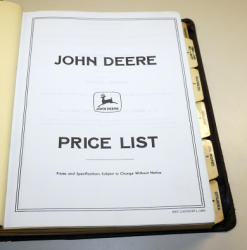 JOHN DEERE
JOHN DEERE
PRICE LIST
Prices and Specifications Subject to Change Without Notice